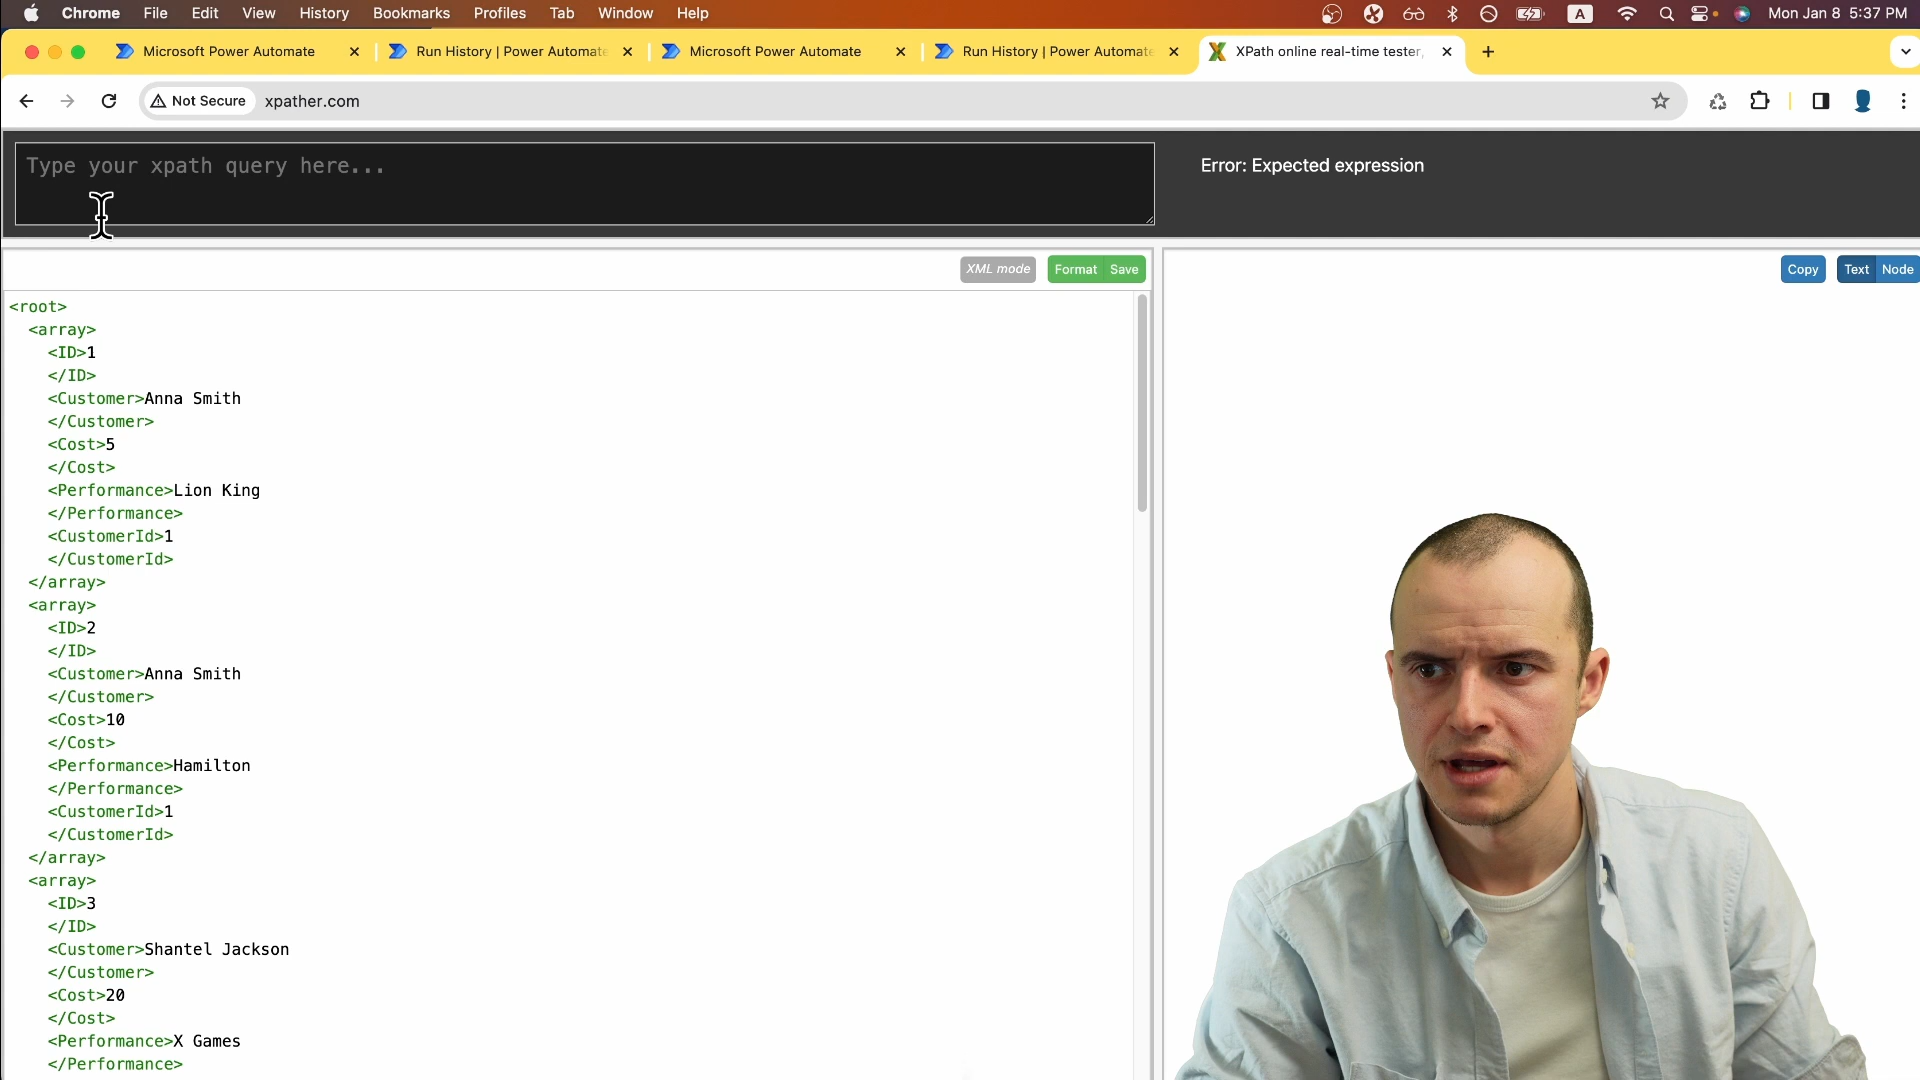 Chrome File Edit View History Bookmarks Profiles Tab Window Help A Mon Jan 8 5:37 PM
Microsoft Power Automate Run History | Power Automate Microsoft Power Automate Run History | Power Automate XPath online real-time tester,
Not Secure xpather.com
Type your xpath query here...
Error: Expected expression
XML mode Format Save Copy Text Node
<root>
<array>
<ID>1
</ID>
<Customer>Anna Smith
</Customer>
<Cost>5
</Cost>
<Performance>Lion King
</Performance>
<CustomerId>1
</CustomerId>
</array>
<array>
<ID>2
</ID>
<Customer>Anna Smith
</Customer>
<Cost>10
</Cost>
<Performance>Hamilton
</Performance>
<CustomerId>1
</CustomerId>
</array>
<array>
<ID>3
</ID>
<Customer>Shantel Jackson
</Customer>
<Cost>20
</Cost>
<Performance>X Games
</Performance>